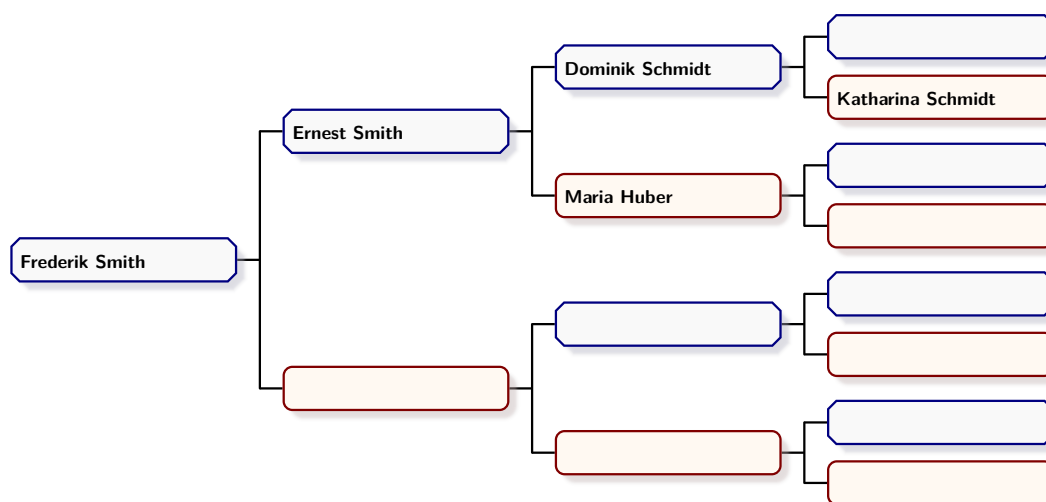 Dominik Schmidt
Katharina Schmidt
Ernest Smith
Maria Huber
Frederik Smith